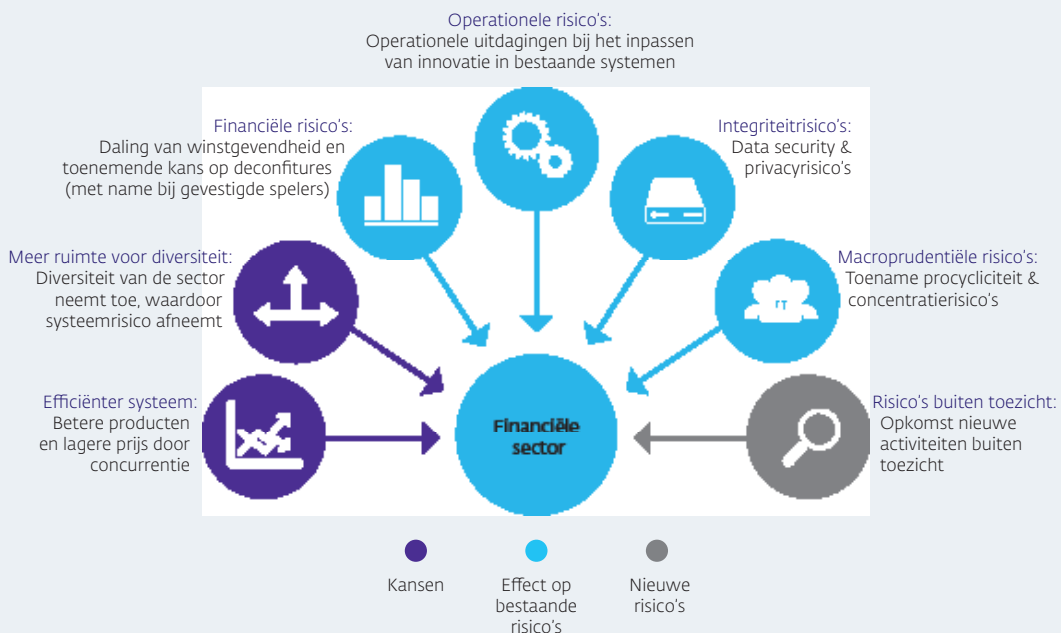 Operationele risico's:
Operationele uitdagingen bij het inpassen
van innovatie in bestaande systemen
Financiële risico's:
Daling van winstgevendheid en
toenemende kans op deconfitures
(met name bij gevestigde spelers)
Integriteitrisico's:
Data security &
privacyrisico's
Meer ruimte voor diversiteit:
Diversiteit van de sector
neemt toe, waardoor
systeemrisico afneemt
Macroprudentiële risico's:
Toename procycliciteit &
concentratierisico's
Efficiënter systeem:
Betere producten
en lagere prijs door
concurrentie
Financiële
sector
Risico's buiten toezicht:
Opkomst nieuwe
activiteiten buiten
toezicht
Kansen
Effect op
bestaande
risico's
Nieuwe
risico's